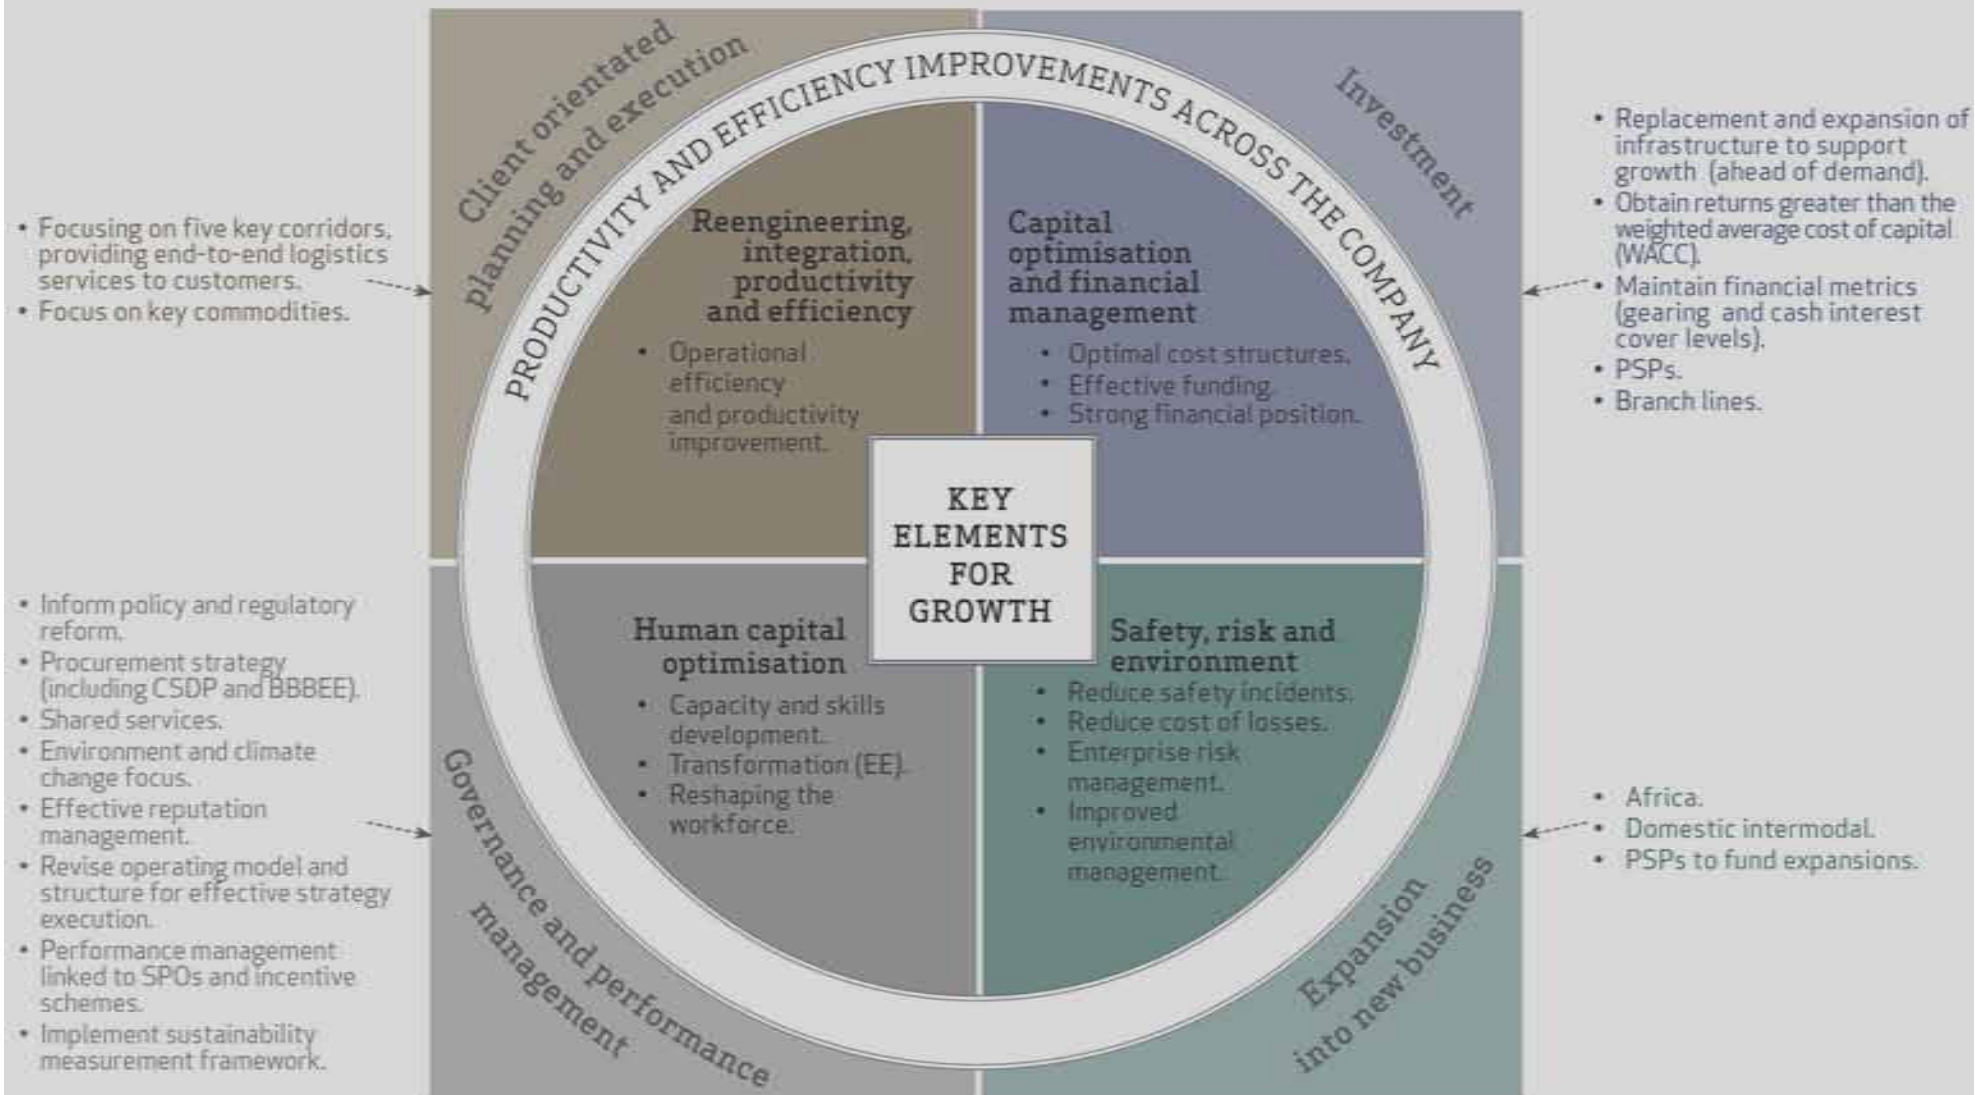 Client orientated
planning and execution
PRODUCTIVITY AND EFFICIENCY IMPROVEMENTS ACROSS THE COMPANY
Investment
• Focusing on five key corridors,
providing end-to-end logistics
services to customers.
• Focus on key commodities.
Reengineering,
integration,
productivity
and efficiency
• Operational
efficiency
and productivity
improvement.
Capital
optimisation
and financial
management
• Optimal cost structures.
• Effective funding.
• Strong financial position.
• Replacement and expansion of
infrastructure to support
growth (ahead of demand).
• Obtain returns greater than the
weighted average cost of capital
(WACC).
• Maintain financial metrics
(gearing and cash interest
cover levels).
• PSPs.
• Branch lines.
KEY
ELEMENTS
FOR
GROWTH
• Inform policy and regulatory
reform.
• Procurement strategy
(including CSDP and BBBEE).
• Shared services.
• Environment and climate
change focus.
• Effective reputation
management.
• Revise operating model and
structure for effective strategy
execution.
• Performance management
linked to SPOs and incentive
schemes.
• Implement sustainability
measurement framework.
Human capital
optimisation
• Capacity and skills
development.
• Transformation (EE).
• Reshaping the
workforce.
Safety, risk and
environment
• Reduce safety incidents.
• Reduce cost of losses.
• Enterprise risk
management.
• Improved
environmental
management.
• Africa.
• Domestic intermodal.
• PSPs to fund expansions.
Governance and performance
management
Expansion
into new business